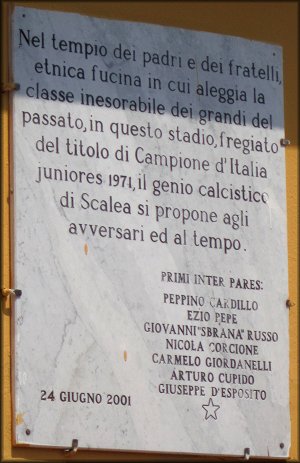 Nel tempio dei padri e dei fratelli,
etnica fucina in cui aleggia la
classe inesorabile dei grandi del
passato, in questo stadio, fregiato
del titolo di Campione d'Italia
juniores 1971, il genio calcistico
di Scalea si propone agli
avversari ed al tempo.
PRIMI INTER PARES:
PEPPINO CARDILLO
EZIO PEPE
GIOVANNI "SBRANA" RUSSO
NICOLA CORCIONE
CARMELO GIORDANELLI
ARTURO CUPIDO
GIUSEPPE D'ESPOSITO
24 GIUGNO 2001